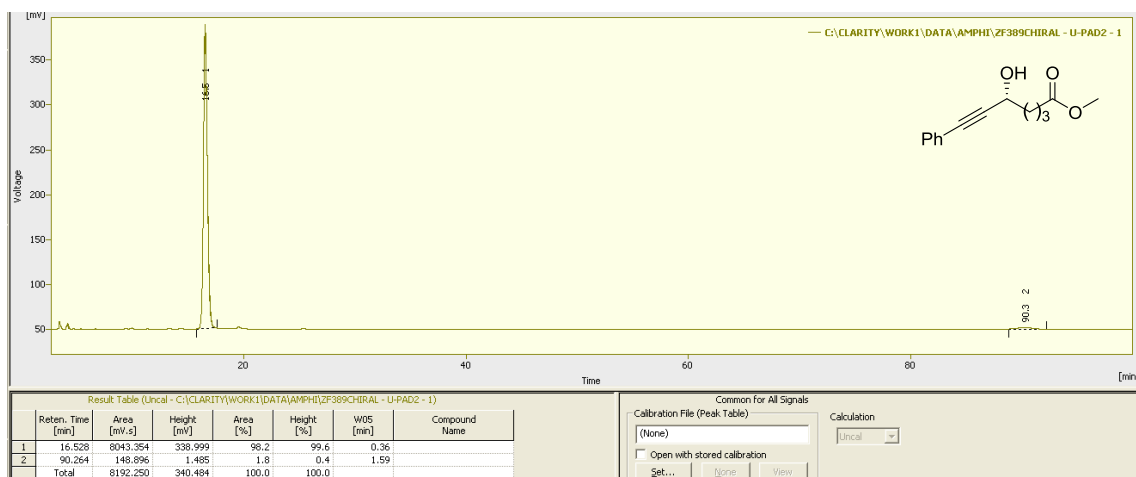 [mV]
— C:\CLARITY\WORK1\DATA\AMPHI\ZF389CHIRAL - U-PAD2 - 1
350
300
250
200
150
100
50
Voltage
16.5 1
90.3 2
OH O
( )3 O
Ph
20 40 60 80
Time [min
Result Table (Uncal - C:\CLARITY\WORK1\DATA\AMPHI\ZF389CHIRAL - U-PAD2 - 1)
Reten. Time [min] Area [mV.s] Height [mV] Area [%] Height [%] W05 [min] Compound Name
1 16.528 8043.354 338.999 98.2 99.6 0.36
2 90.264 148.896 1.485 1.8 0.4 1.59
Total 8192.250 340.484 100.0 100.0
Common for All Signals
Calibration File (Peak Table)
(None)
Open with stored calibration
Set... None View
Calculation
Uncal